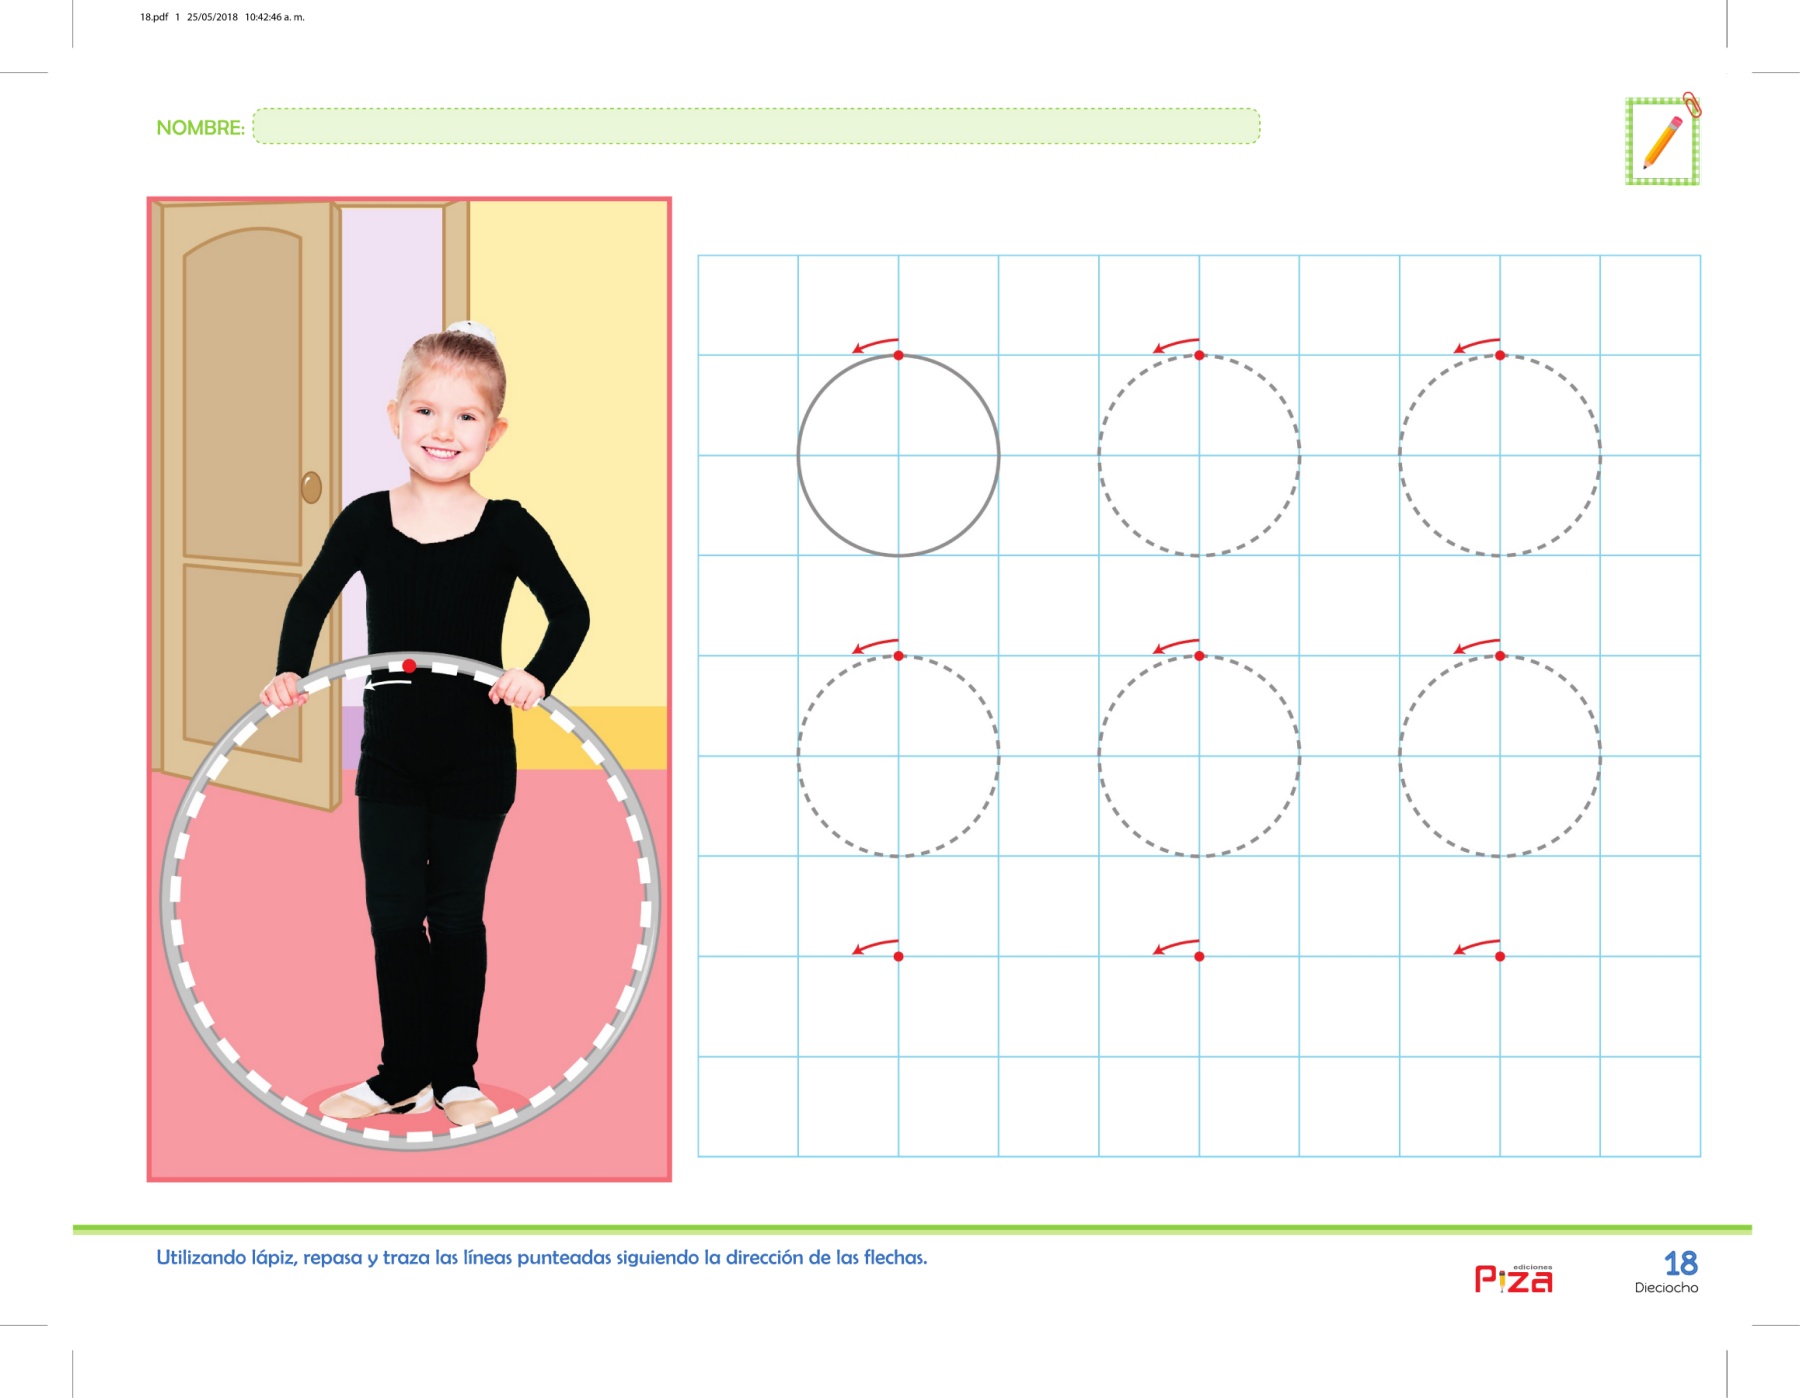 18.pdf 1 25/05/2018 10:42:46 a. m.
NOMBRE:
Utilizando lápiz, repasa y traza las líneas punteadas siguiendo la dirección de las flechas.
ediciones
Piza
18
Dieciocho